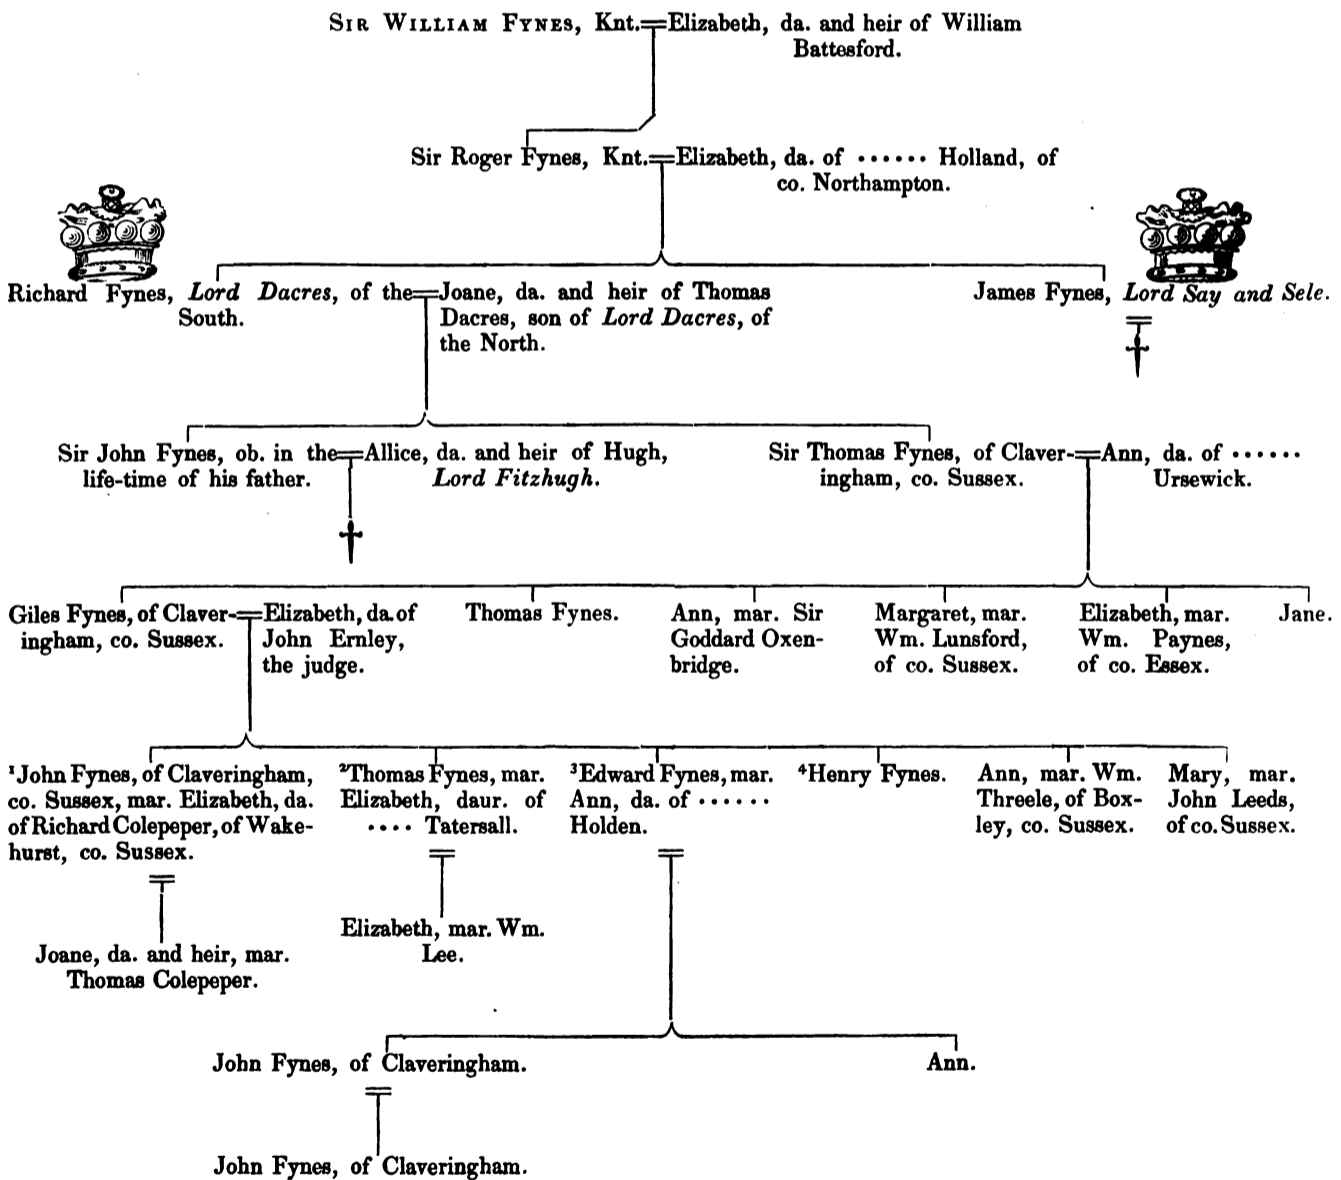 SIR WILLIAM FYNES, Knt.=Elizabeth, da. and heir of William
Battesford.
Sir Roger Fynes, Knt.=Elizabeth, da. of ······ Holland, of
co. Northampton.
Richard Fynes, Lord Dacres, of the=Joane, da. and heir of Thomas
South.
Dacres, son of Lord Dacres, of
the North.
James Fynes, Lord Say and Sele.
Sir John Fynes, ob. in the=Allice, da. and heir of Hugh,
life-time of his father.
Lord Fitzhugh.
Sir Thomas Fynes, of Claver-=Ann, da. of ······
ingham, co. Sussex.
Ursewick.
Giles Fynes, of Claver-=Elizabeth, da. of
ingham, co. Sussex.
John Ernley,
the judge.
Thomas Fynes.
Ann, mar. Sir
Goddard Oxen-
bridge.
Margaret, mar.
Wm. Lunsford,
of co. Sussex.
Elizabeth, mar.
Wm. Paynes,
of co. Essex.
Jane.
¹John Fynes, of Claveringham,
co. Sussex, mar. Elizabeth, da.
of Richard Colepeper, of Wake-
hurst, co. Sussex.
²Thomas Fynes, mar.
Elizabeth, daur. of
···· Tatersall.
³Edward Fynes, mar.
Ann, da. of ······
Holden.
⁴Henry Fynes.
Ann, mar. Wm.
Threele, of Box-
ley, co. Sussex.
Mary, mar.
John Leeds,
of co. Sussex.
Joane, da. and heir, mar.
Thomas Colepeper.
Elizabeth, mar. Wm.
Lee.
John Fynes, of Claveringham.
Ann.
John Fynes, of Claveringham.